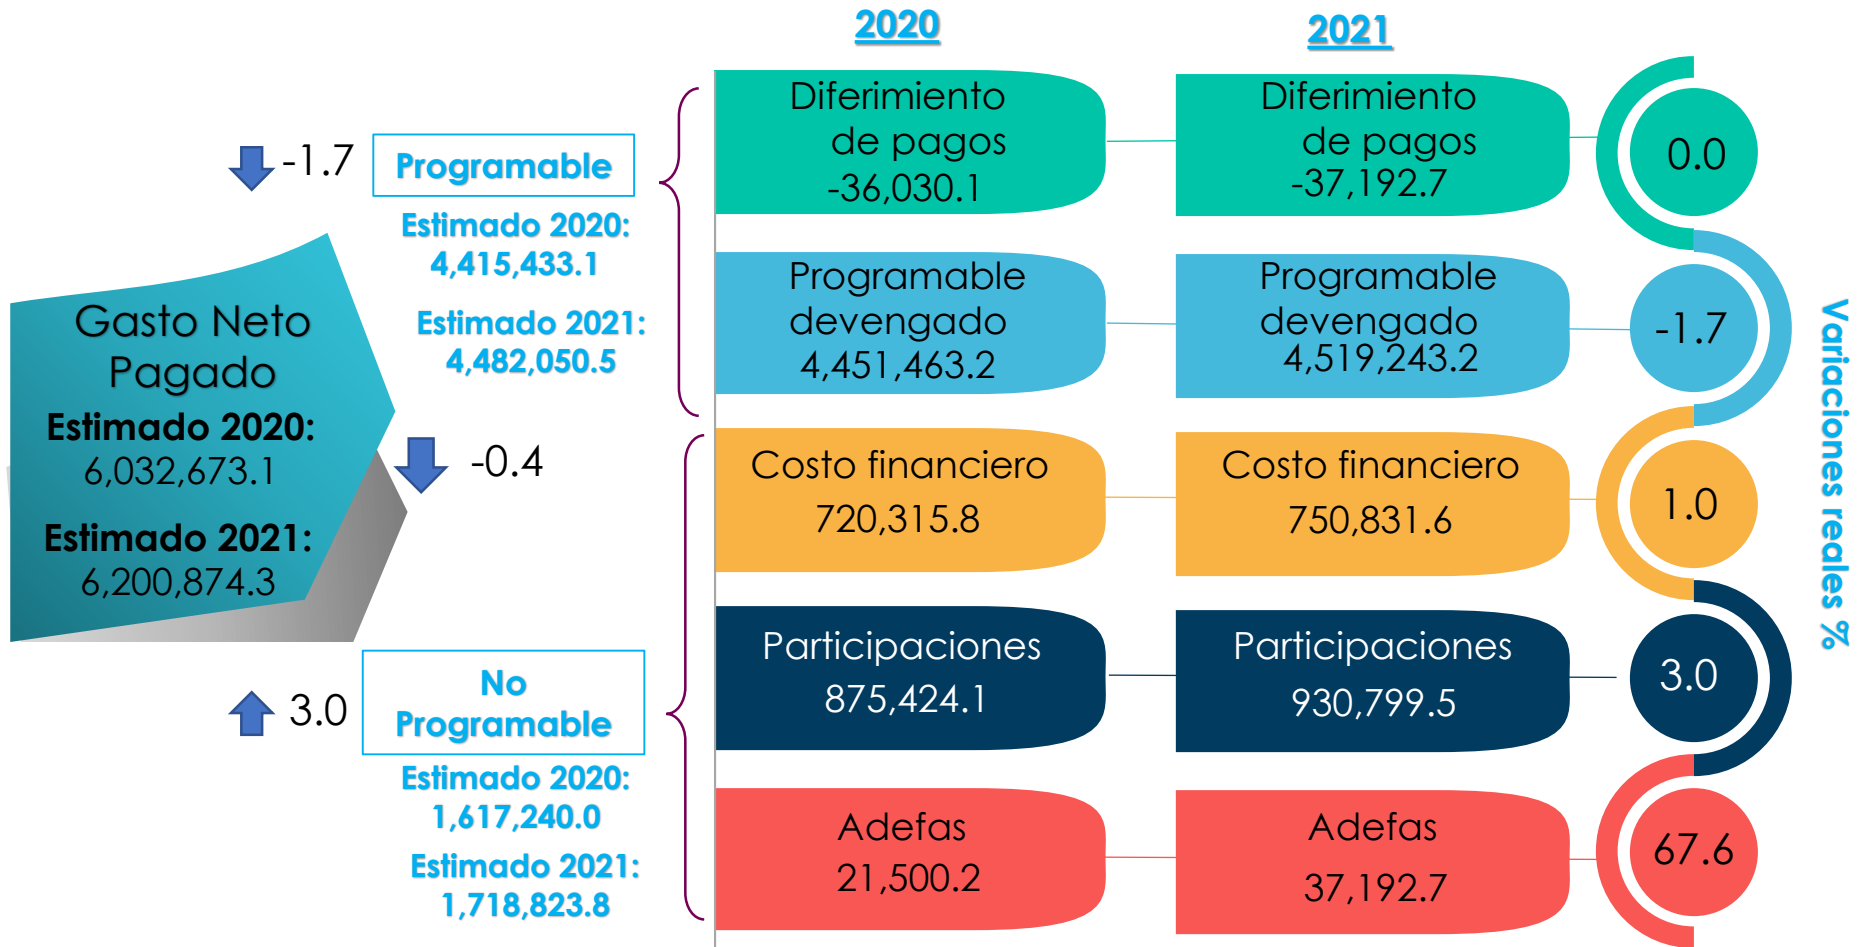 2020
2021
Gasto Neto
Pagado
Estimado 2020:
6,032,673.1
Estimado 2021:
6,200,874.3
-0.4
-1.7
Programable
Estimado 2020:
4,415,433.1
Estimado 2021:
4,482,050.5
3.0
No
Programable
Estimado 2020:
1,617,240.0
Estimado 2021:
1,718,823.8
Diferimiento
de pagos
-36,030.1
Diferimiento
de pagos
-37,192.7
0.0
Programable
devengado
4,451,463.2
Programable
devengado
4,519,243.2
-1.7
Costo financiero
720,315.8
Costo financiero
750,831.6
1.0
Participaciones
875,424.1
Participaciones
930,799.5
3.0
Adefas
21,500.2
Adefas
37,192.7
67.6
Variaciones reales %